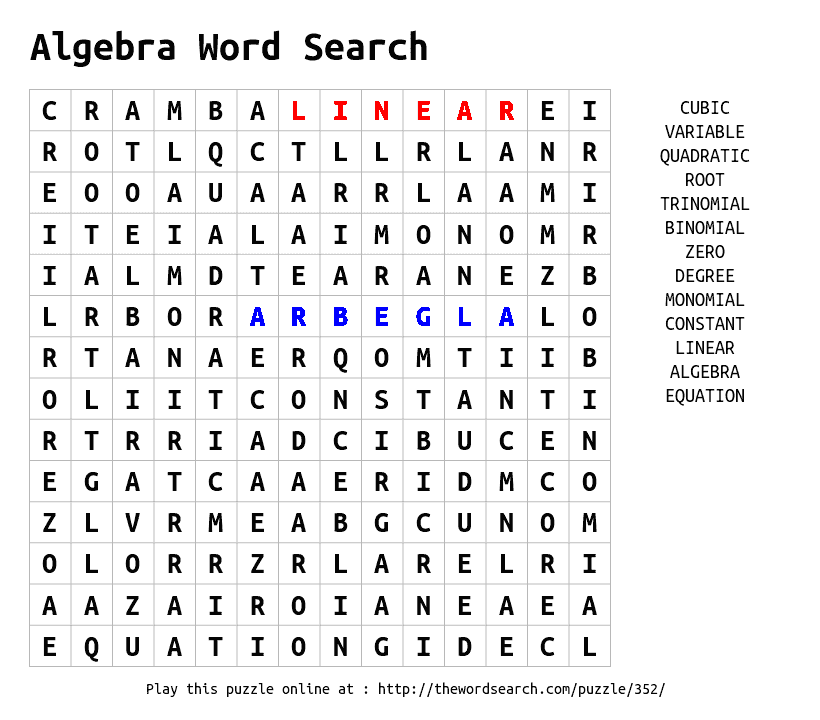 Algebra Word Search
C R A M B A L I N E A R E I
R O T L Q C T L L R L A N R
E O O A U A A R R L A A M I
I T E I A L A I M O N O M R
I A L M D T E A R A N E Z B
L R B O R A R B E G L A L O
R T A N A E R Q O M T I I B
O L I I T C O N S T A N T I
R T R R I A D C I B U C E N
E G A T C A A E R I D M C O
Z L V R M E A B G C U N O M
O L O R R Z R L A R E L R I
A A Z A I R O I A N E A E A
E Q U A T I O N G I D E C L
CUBIC
VARIABLE
QUADRATIC
ROOT
TRINOMIAL
BINOMIAL
ZERO
DEGREE
MONOMIAL
CONSTANT
LINEAR
ALGEBRA
EQUATION
Play this puzzle online at : http://thewordsearch.com/puzzle/352/